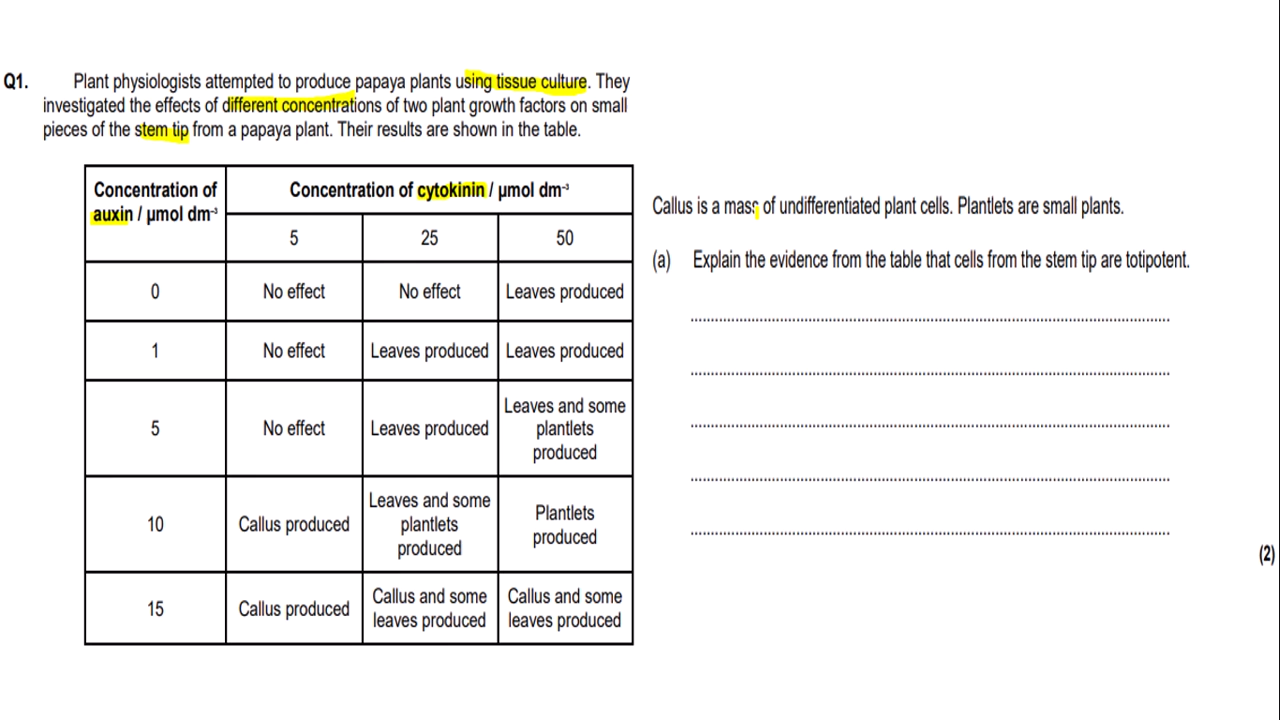 Q1. Plant physiologists attempted to produce papaya plants using tissue culture. They
investigated the effects of different concentrations of two plant growth factors on small
pieces of the stem tip from a papaya plant. Their results are shown in the table.
Concentration of auxin / µmol dm⁻³
Concentration of cytokinin / µmol dm⁻³
5 25 50
0 No effect No effect Leaves produced
1 No effect Leaves produced Leaves produced
5 No effect Leaves produced Leaves and some plantlets produced
10 Callus produced Leaves and some plantlets produced Plantlets produced
15 Callus produced Callus and some leaves produced Callus and some leaves produced
Callus is a mass of undifferentiated plant cells. Plantlets are small plants.
(a) Explain the evidence from the table that cells from the stem tip are totipotent.
(2)